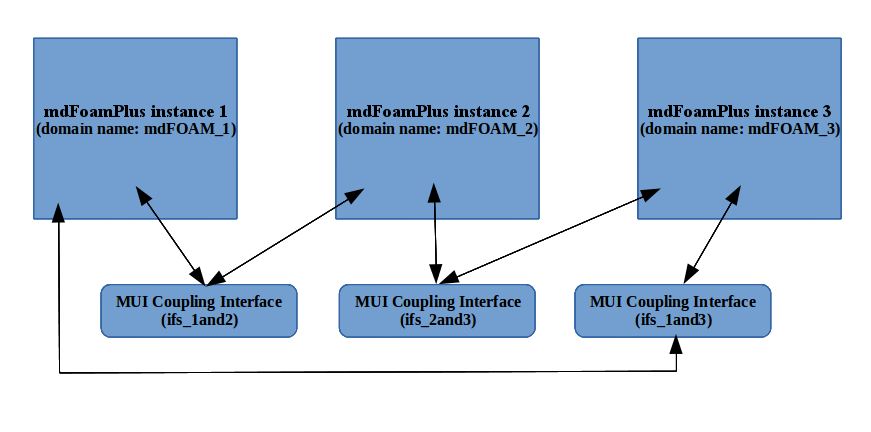 mdFoamPlus instance 1
(domain name: mdFOAM_1)
mdFoamPlus instance 2
(domain name: mdFOAM_2)
mdFoamPlus instance 3
(domain name: mdFOAM_3)
MUI Coupling Interface
(ifs_1and2)
MUI Coupling Interface
(ifs_2and3)
MUI Coupling Interface
(ifs_1and3)